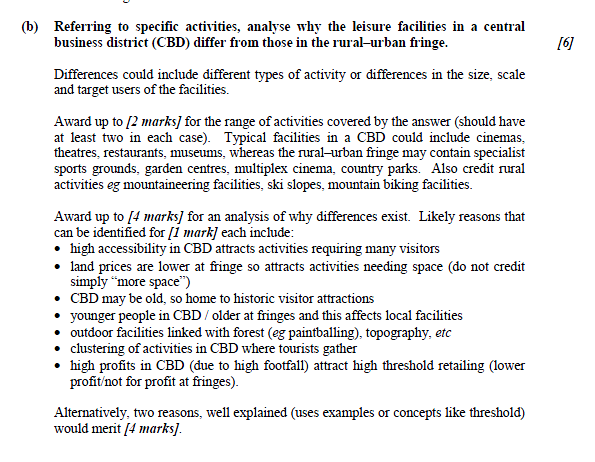 (b) Referring to specific activities, analyse why the leisure facilities in a central
business district (CBD) differ from those in the rural–urban fringe. [6]
Differences could include different types of activity or differences in the size, scale
and target users of the facilities.
Award up to [2 marks] for the range of activities covered by the answer (should have
at least two in each case). Typical facilities in a CBD could include cinemas,
theatres, restaurants, museums, whereas the rural–urban fringe may contain specialist
sports grounds, garden centres, multiplex cinema, country parks. Also credit rural
activities eg mountaineering facilities, ski slopes, mountain biking facilities.
Award up to [4 marks] for an analysis of why differences exist. Likely reasons that
can be identified for [1 mark] each include:
• high accessibility in CBD attracts activities requiring many visitors
• land prices are lower at fringe so attracts activities needing space (do not credit
simply “more space”)
• CBD may be old, so home to historic visitor attractions
• younger people in CBD / older at fringes and this affects local facilities
• outdoor facilities linked with forest (eg paintballing), topography, etc
• clustering of activities in CBD where tourists gather
• high profits in CBD (due to high footfall) attract high threshold retailing (lower
profit/not for profit at fringes).
Alternatively, two reasons, well explained (uses examples or concepts like threshold)
would merit [4 marks].